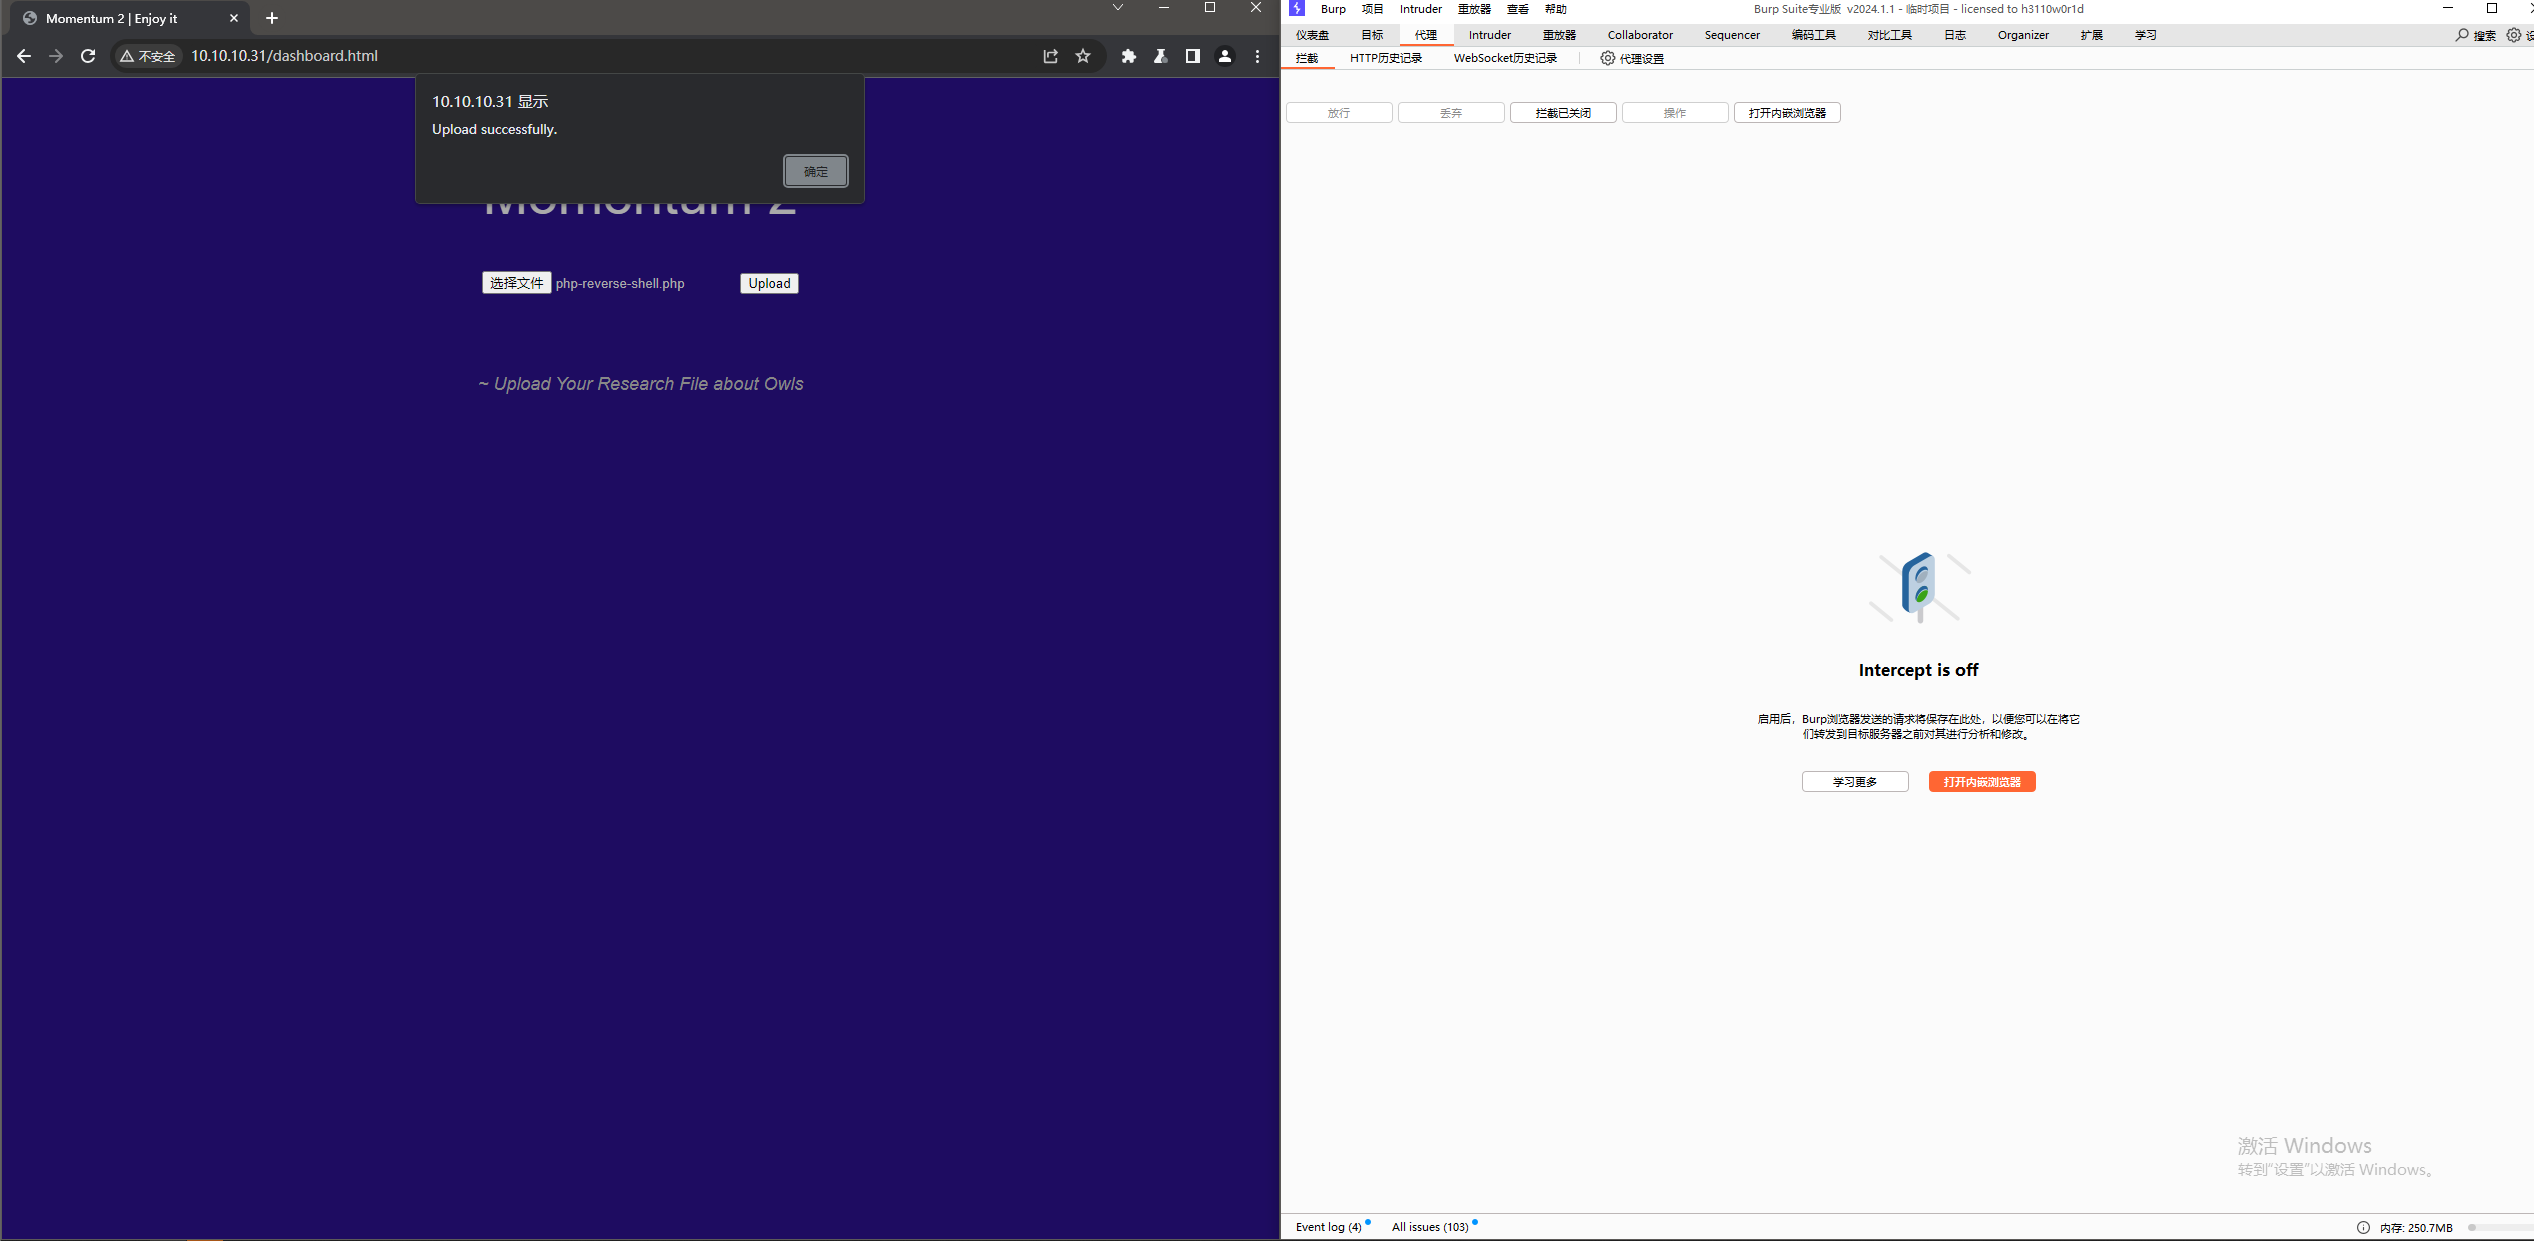 Momentum 2 | Enjoy it
不安全
10.10.10.31/dashboard.html
10.10.10.31 显示
Upload successfully.
确定
Momentum 2
选择文件 php-reverse-shell.php Upload
~ Upload Your Research File about Owls
Burp 项目 Intruder 重放器 查看 帮助
Burp Suite专业版 v2024.1.1 - 临时项目 - licensed to h3110w0r1d
仪表盘 目标 代理 Intruder 重放器 Collaborator Sequencer 编码工具 对比工具 日志 Organizer 扩展 学习 搜索
拦截 HTTP历史记录 WebSocket历史记录 代理设置
放行 丢弃 拦截已关闭 操作 打开内嵌浏览器
Intercept is off
启用后，Burp浏览器发送的请求将保存在此处，以便您可以在将它
们转发到目标服务器之前对其进行分析和修改。
学习更多 打开内嵌浏览器
激活 Windows
转到"设置"以激活 Windows。
Event log (4) All issues (103) 内存: 250.7MB